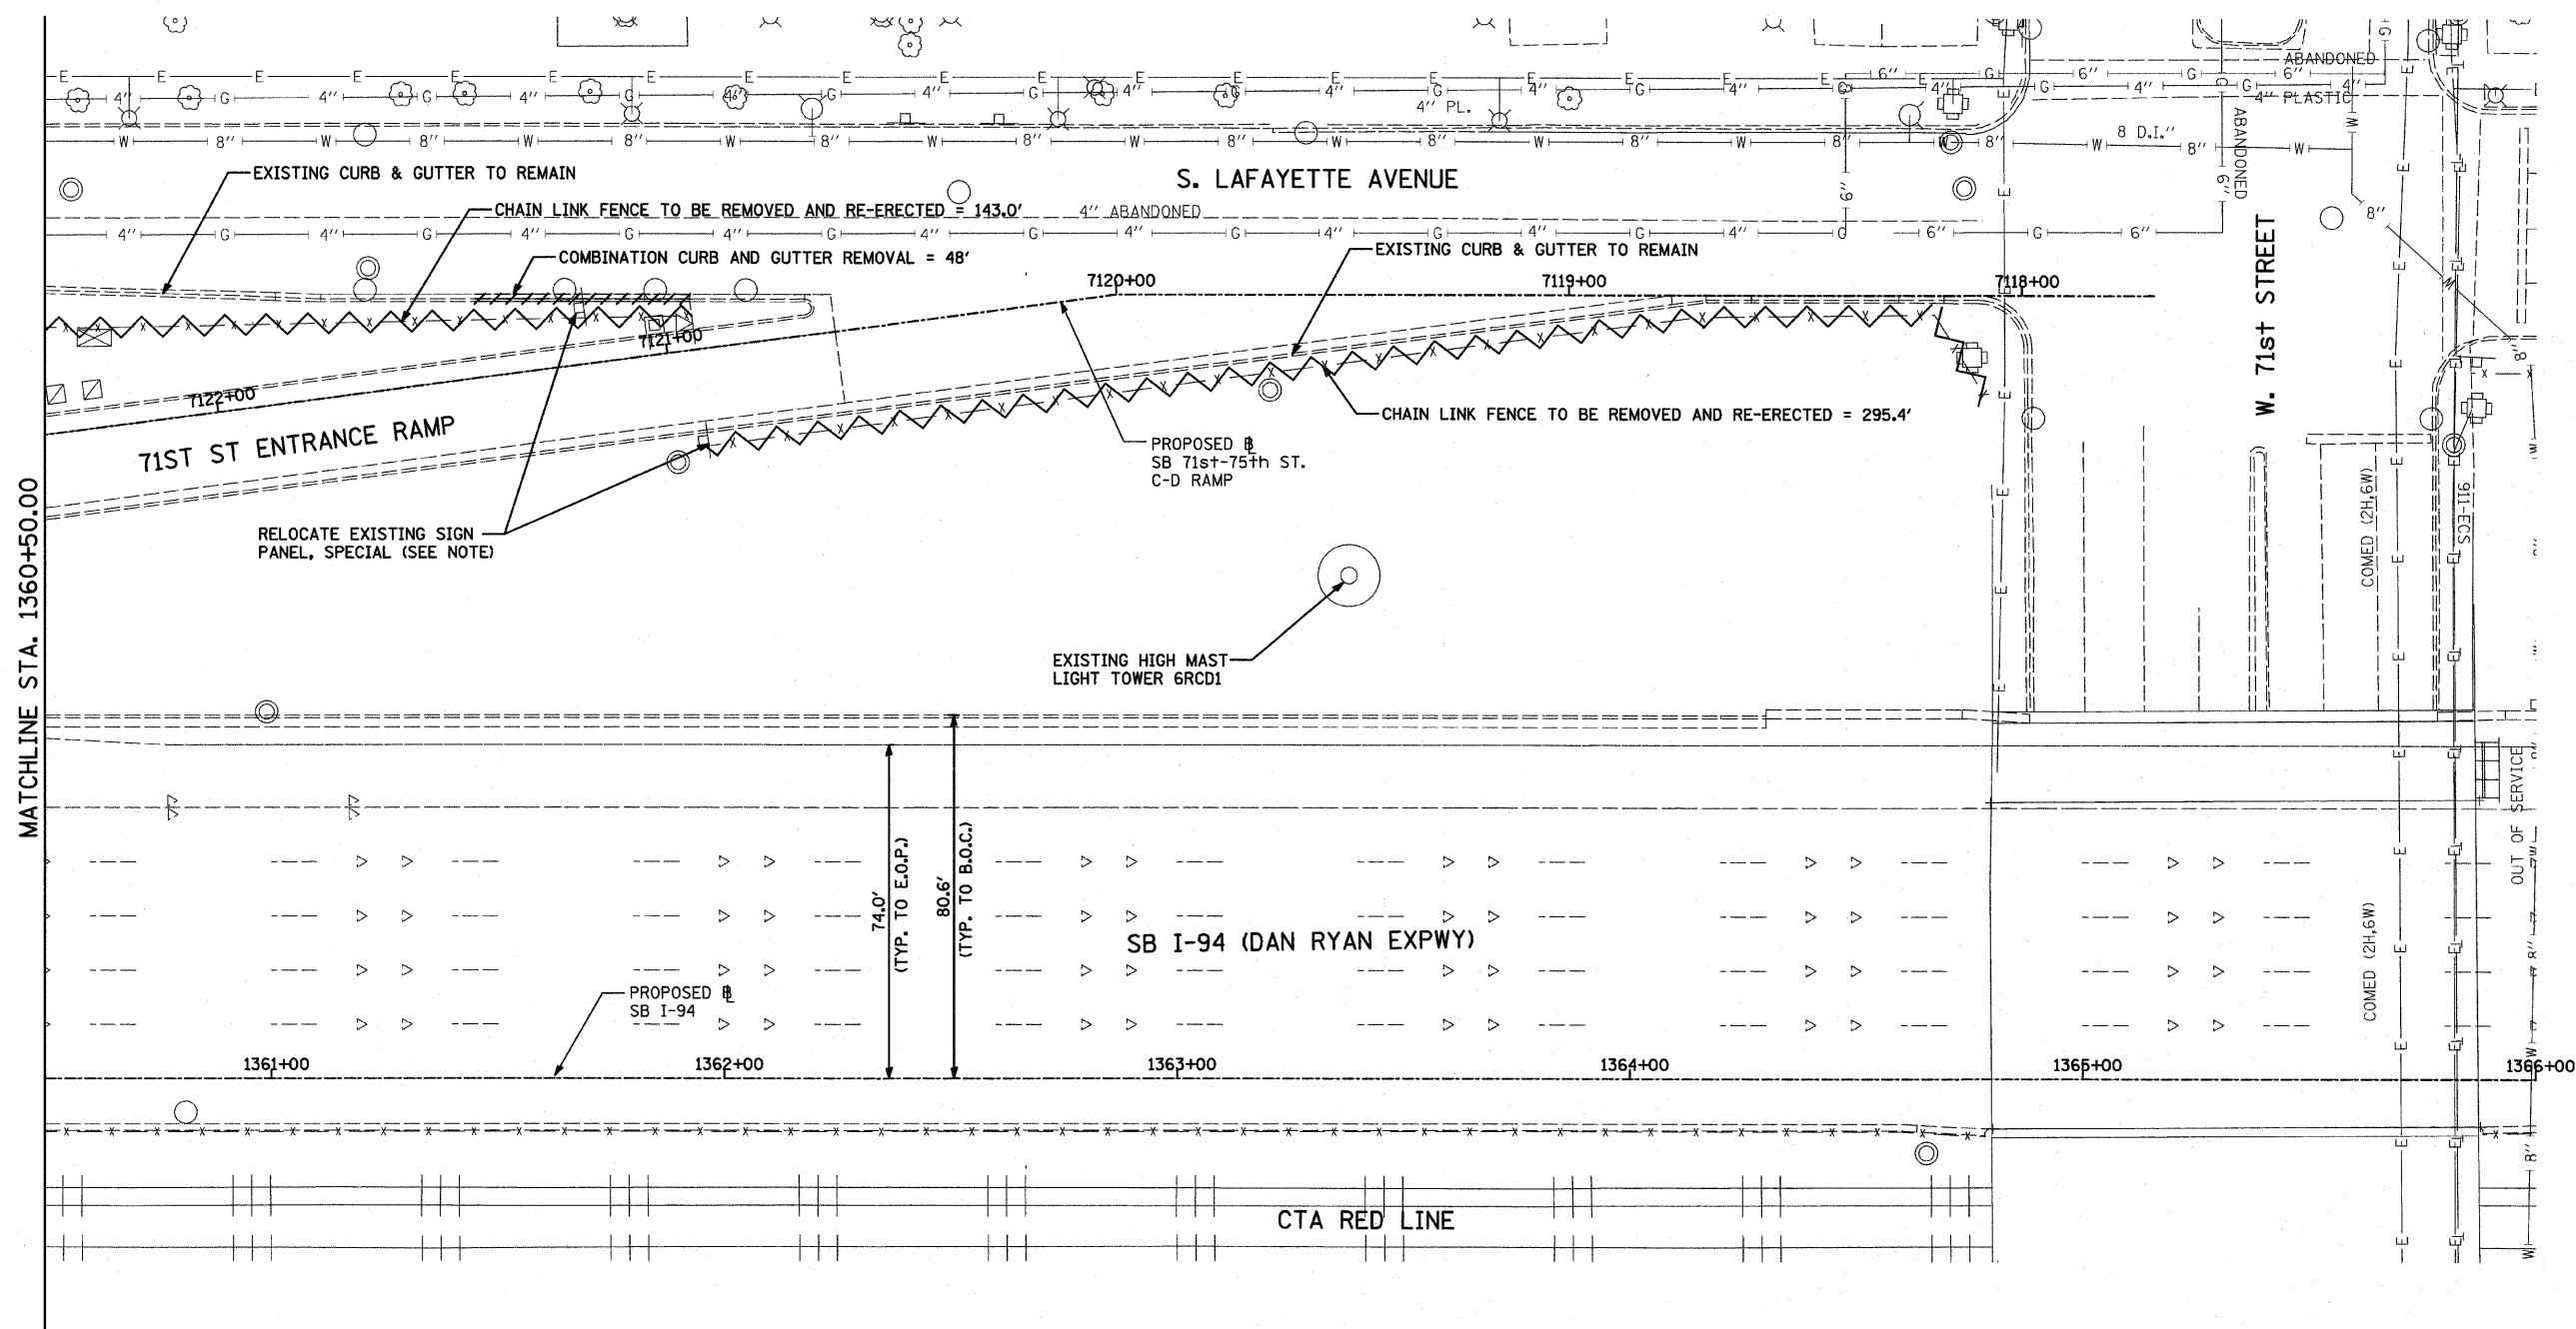 ABANDONED
4" PL.
4" PLASTIC
8 D.I."
ABANDONED
EXISTING CURB & GUTTER TO REMAIN
S. LAFAYETTE AVENUE
CHAIN LINK FENCE TO BE REMOVED AND RE-ERECTED = 143.0'
4" ABANDONED
COMBINATION CURB AND GUTTER REMOVAL = 48'
EXISTING CURB & GUTTER TO REMAIN
7120+00
7119+00
7118+00
W. 71st STREET
7121+00
7122+00
71ST ST ENTRANCE RAMP
CHAIN LINK FENCE TO BE REMOVED AND RE-ERECTED = 295.4'
PROPOSED BL
SB 71st-75th ST.
C-D RAMP
MATCHLINE STA. 1360+50.00
RELOCATE EXISTING SIGN
PANEL, SPECIAL (SEE NOTE)
COMED (2H,6W)
911-ECS
EXISTING HIGH MAST
LIGHT TOWER 6RCD1
74.0'
(TYP. TO E.O.P.)
80.6'
(TYP. TO B.O.C.)
SB I-94 (DAN RYAN EXPWY)
OUT OF SERVICE
COMED (2H,6W)
PROPOSED BL
SB I-94
1361+00
1362+00
1363+00
1364+00
1365+00
1366+00
CTA RED LINE